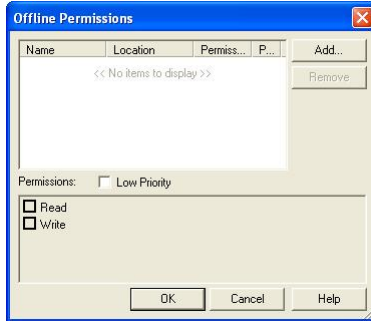 Offline Permissions
Name Location Permiss... P...
Add...
<< No items to display >>
Remove
Permissions: Low Priority
Read
Write
OK Cancel Help